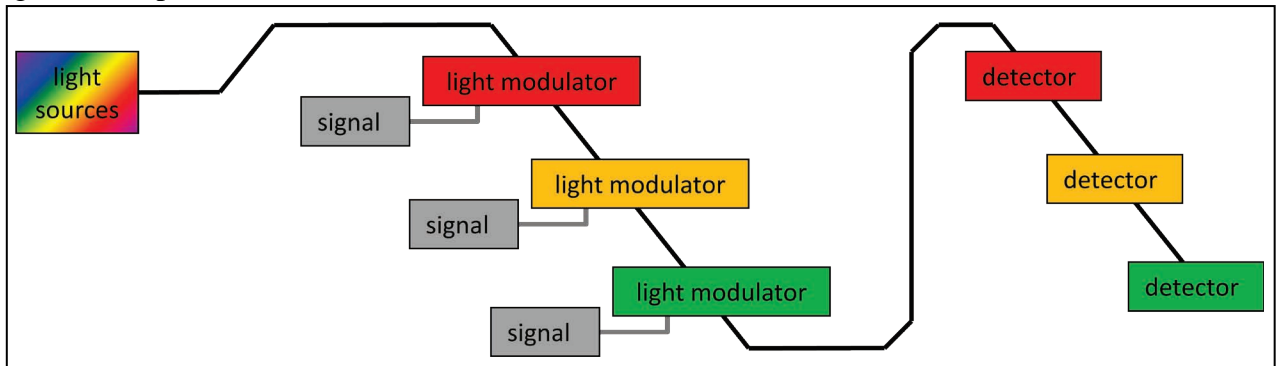 light
sources
light modulator
signal
light modulator
signal
light modulator
signal
detector
detector
detector